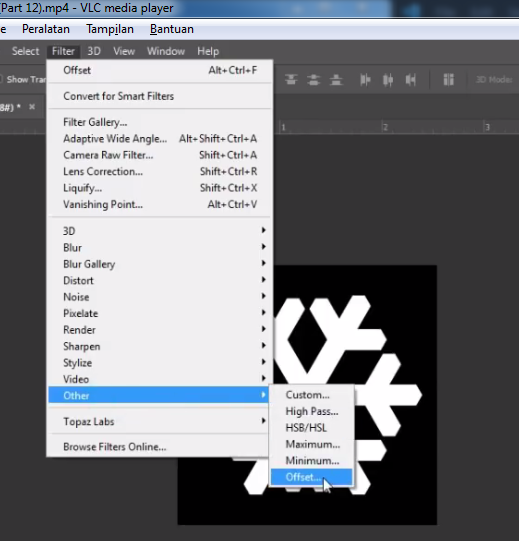 (Part 12).mp4 - VLC media player
e Peralatan Tampilan Bantuan
Select Filter 3D View Window Help
Show Tra 3D Mode:
8#) * ×
1 2 3
Offset Alt+Ctrl+F
Convert for Smart Filters
Filter Gallery...
Adaptive Wide Angle... Alt+Shift+Ctrl+A
Camera Raw Filter... Shift+Ctrl+A
Lens Correction... Shift+Ctrl+R
Liquify... Shift+Ctrl+X
Vanishing Point... Alt+Ctrl+V
3D
Blur
Blur Gallery
Distort
Noise
Pixelate
Render
Sharpen
Stylize
Video
Other
Custom...
High Pass...
HSB/HSL
Maximum...
Minimum...
Offset...
Topaz Labs
Browse Filters Online...